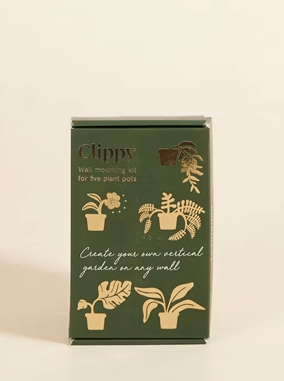 Clippy
Wall mounting kit
for five plant pots
Create your own vertical
garden on any wall